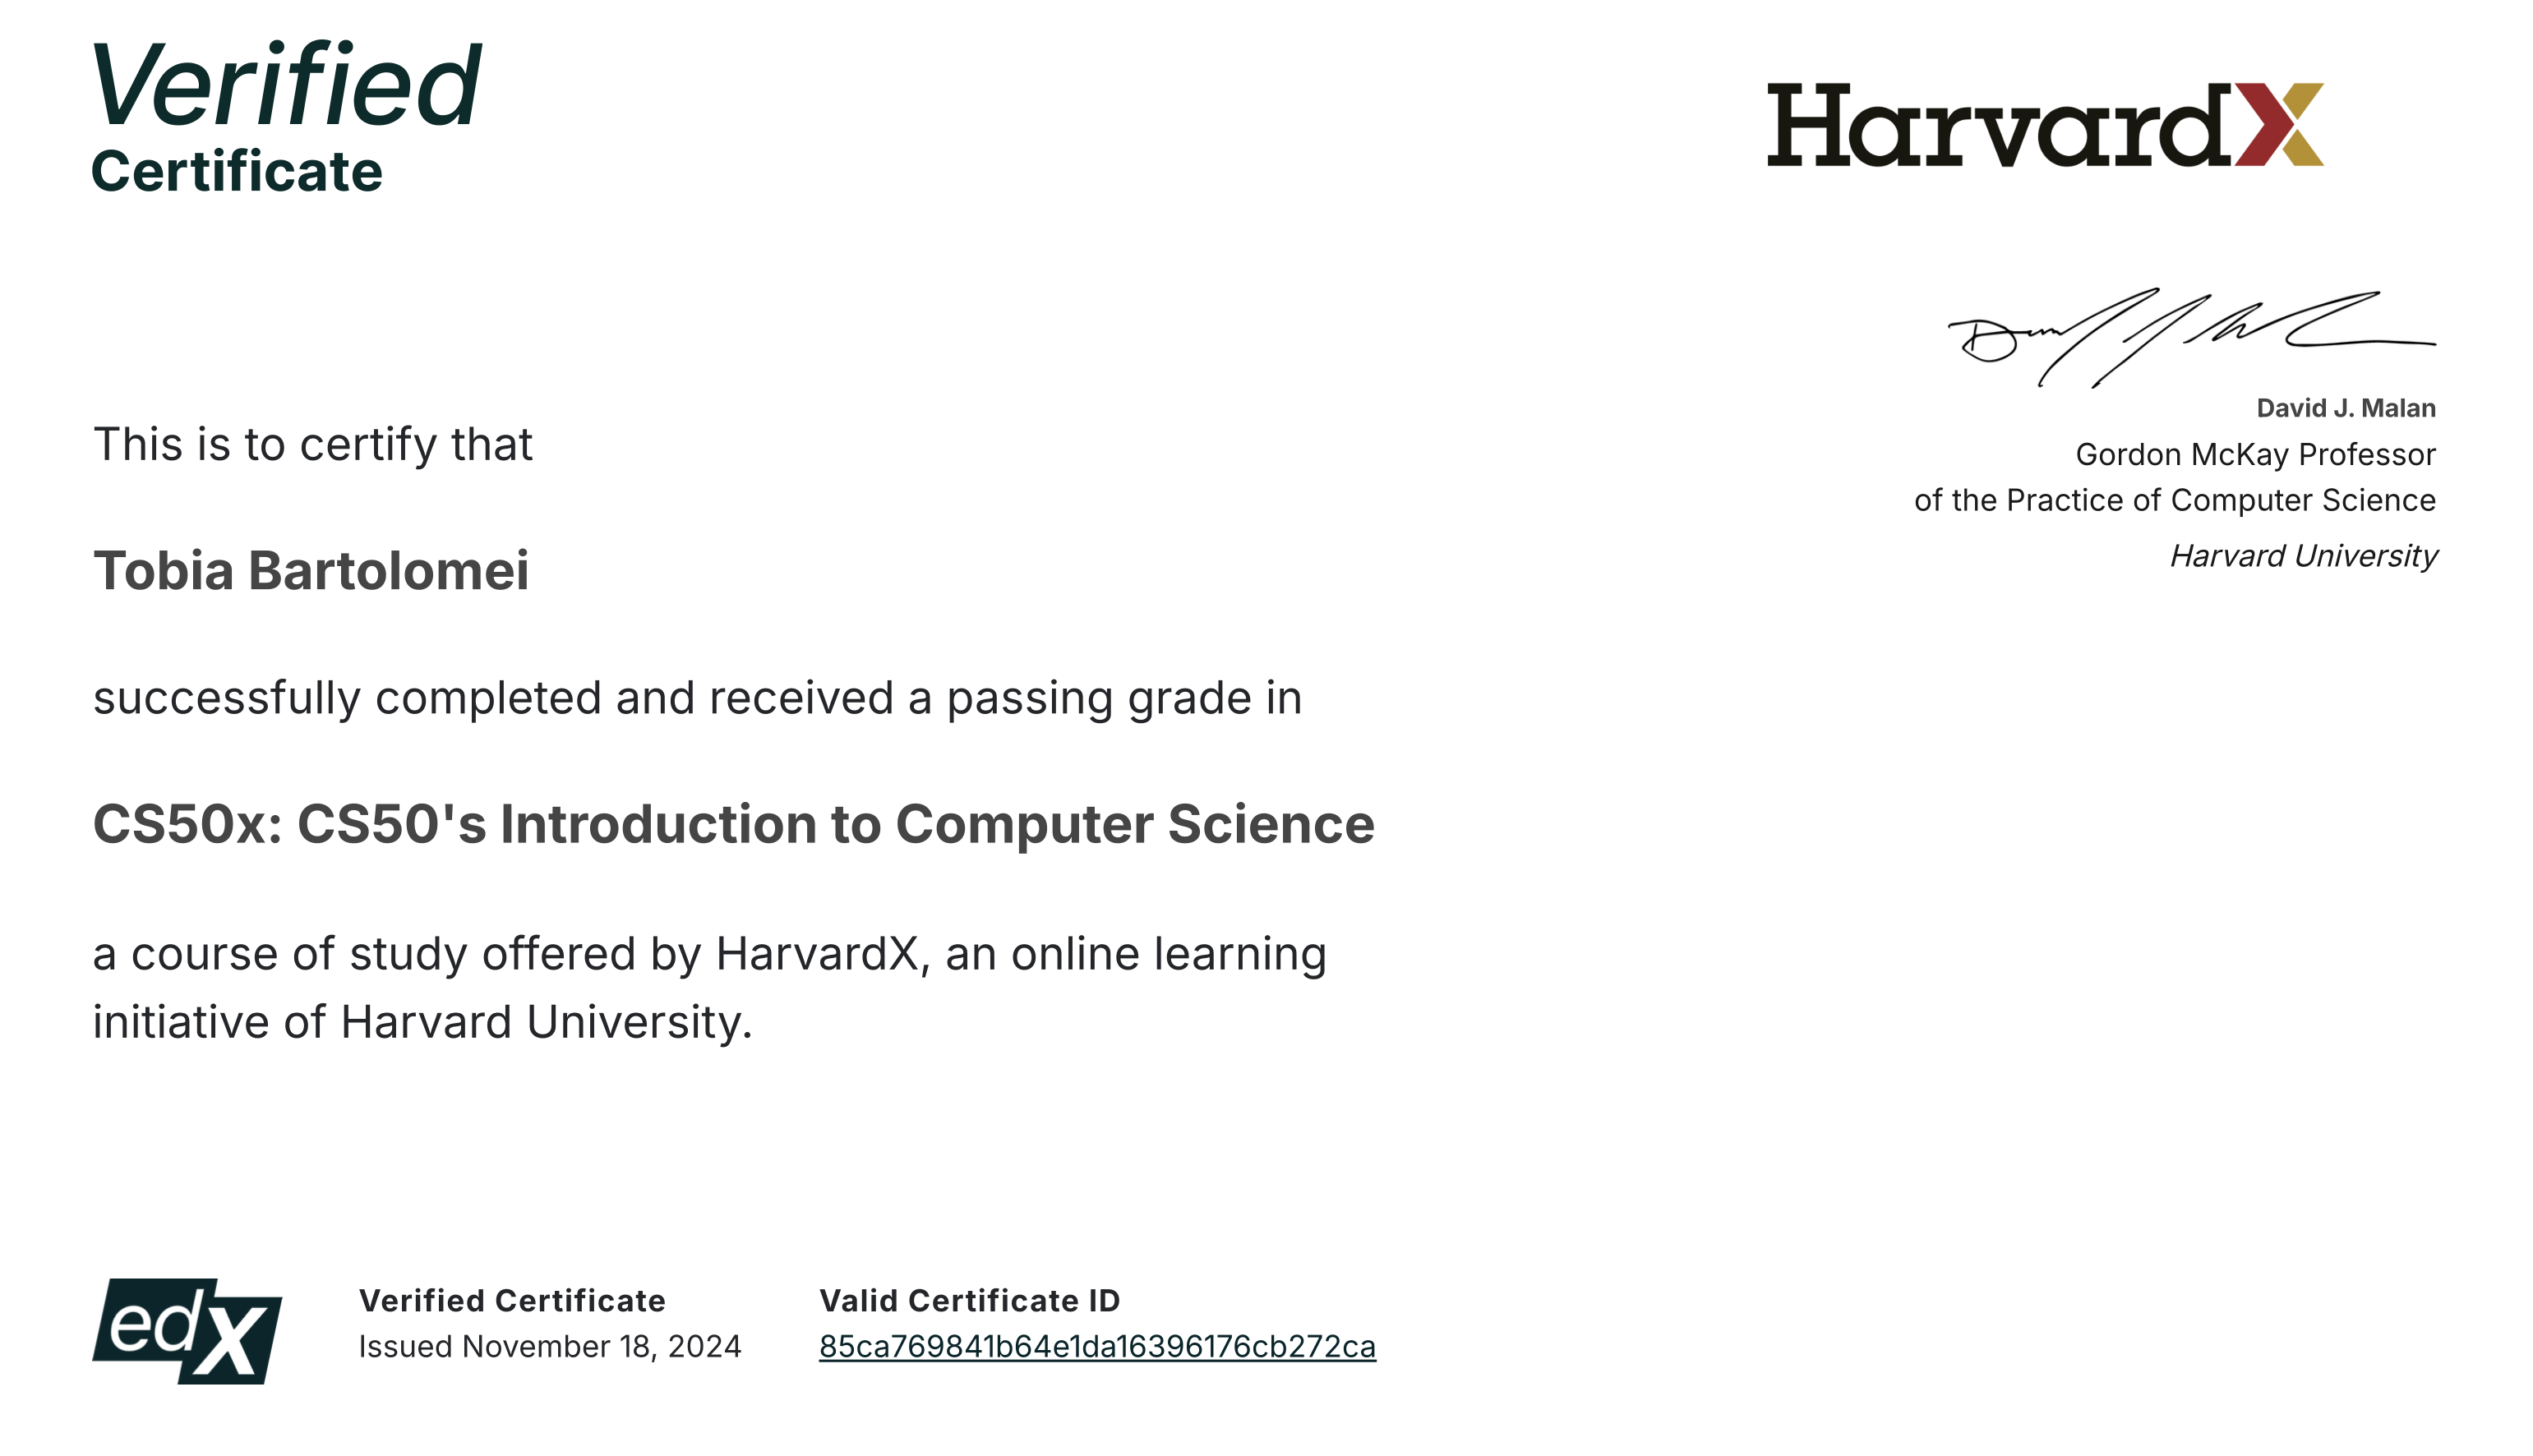 Verified
Certificate
HarvardX
David J. Malan
Gordon McKay Professor
of the Practice of Computer Science
Harvard University
This is to certify that
Tobia Bartolomei
successfully completed and received a passing grade in
CS50x: CS50's Introduction to Computer Science
a course of study offered by HarvardX, an online learning
initiative of Harvard University.
edX
Verified Certificate
Issued November 18, 2024
Valid Certificate ID
85ca769841b64e1da16396176cb272ca